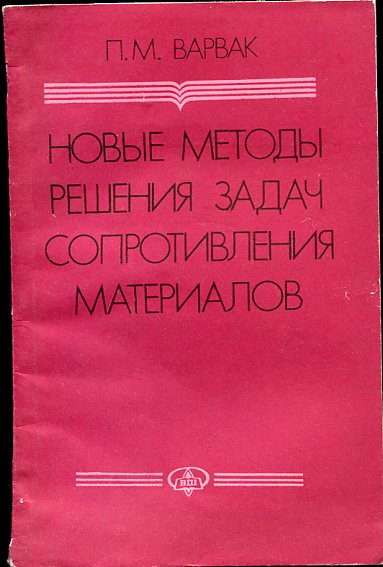 П.М. ВАРВАК
НОВЫЕ МЕТОДЫ
РЕШЕНИЯ ЗАДАЧ
СОПРОТИВЛЕНИЯ
МАТЕРИАЛОВ
ВШ